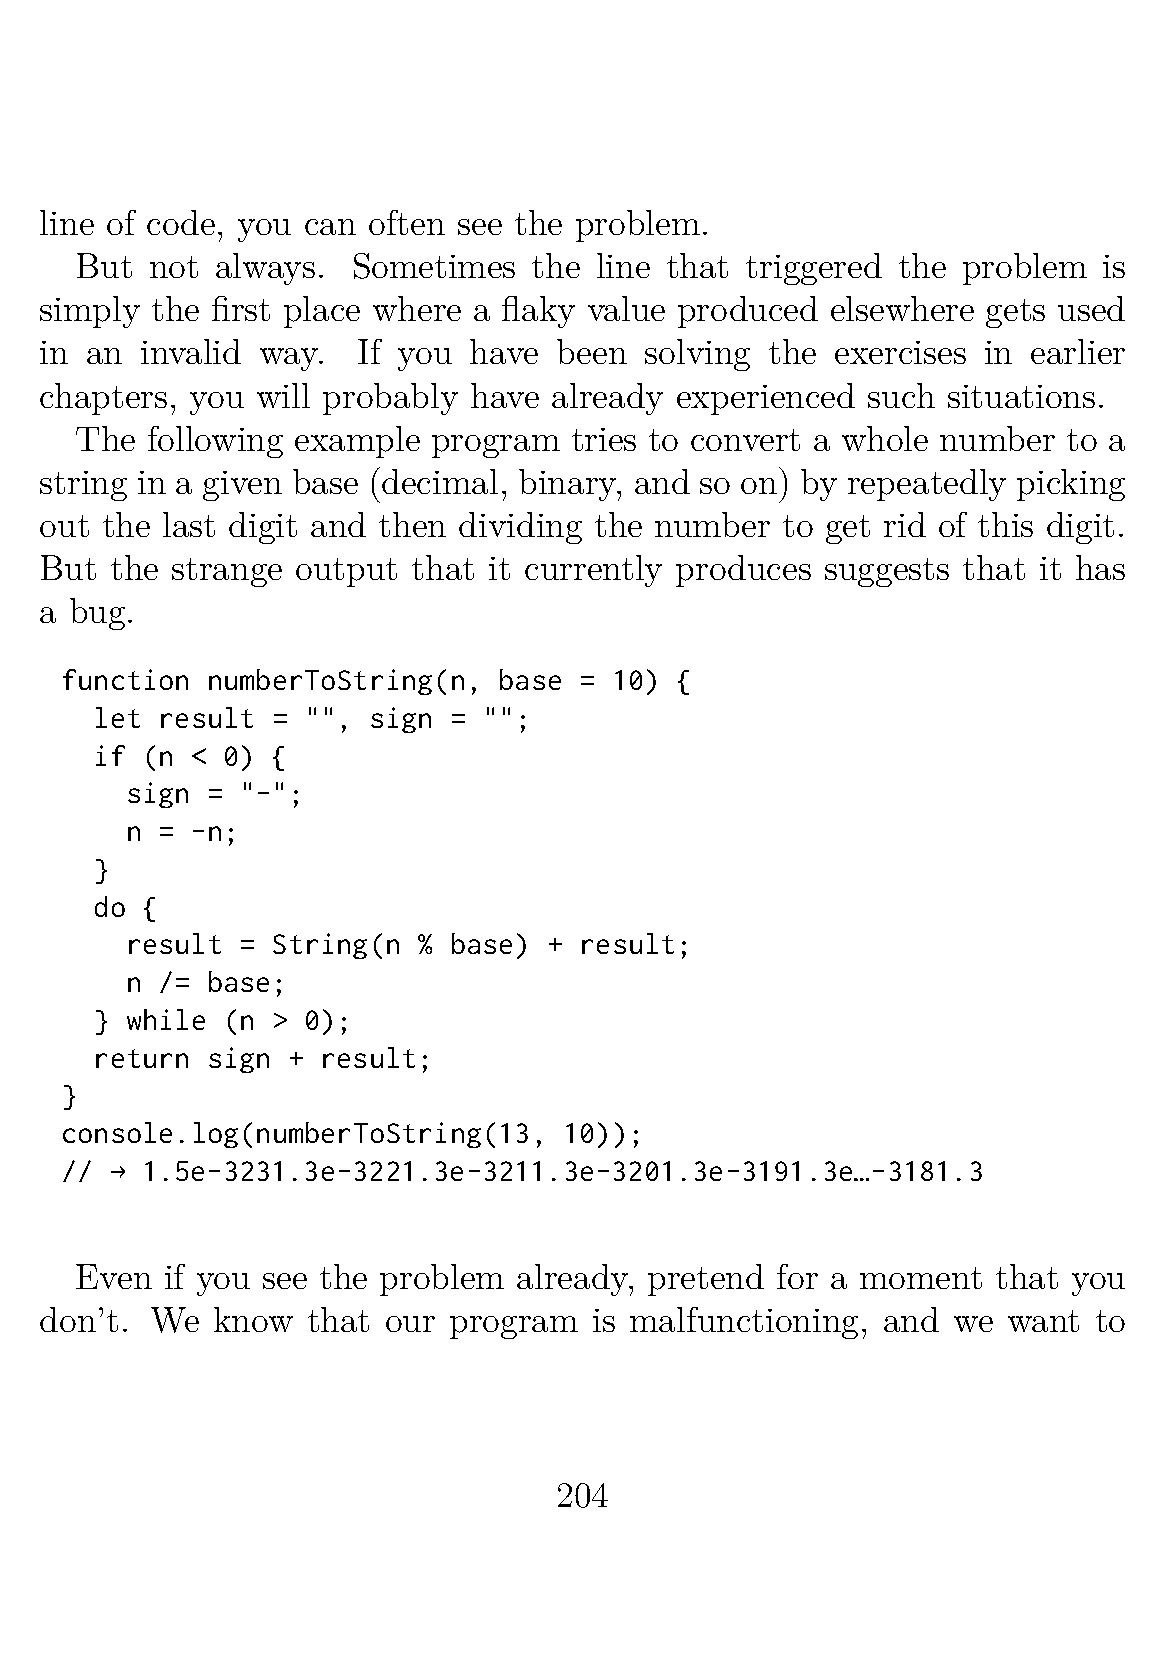 line of code, you can often see the problem.
But not always. Sometimes the line that triggered the problem is
simply the first place where a flaky value produced elsewhere gets used
in an invalid way. If you have been solving the exercises in earlier
chapters, you will probably have already experienced such situations.
The following example program tries to convert a whole number to a
string in a given base (decimal, binary, and so on) by repeatedly picking
out the last digit and then dividing the number to get rid of this digit.
But the strange output that it currently produces suggests that it has
a bug.
function numberToString(n, base = 10) {
  let result = "", sign = "";
  if (n < 0) {
    sign = "-";
    n = -n;
  }
  do {
    result = String(n % base) + result;
    n /= base;
  } while (n > 0);
  return sign + result;
}
console.log(numberToString(13, 10));
// → 1.5e-3231.3e-3221.3e-3211.3e-3201.3e-3191.3e…-3181.3
Even if you see the problem already, pretend for a moment that you
don't. We know that our program is malfunctioning, and we want to
204